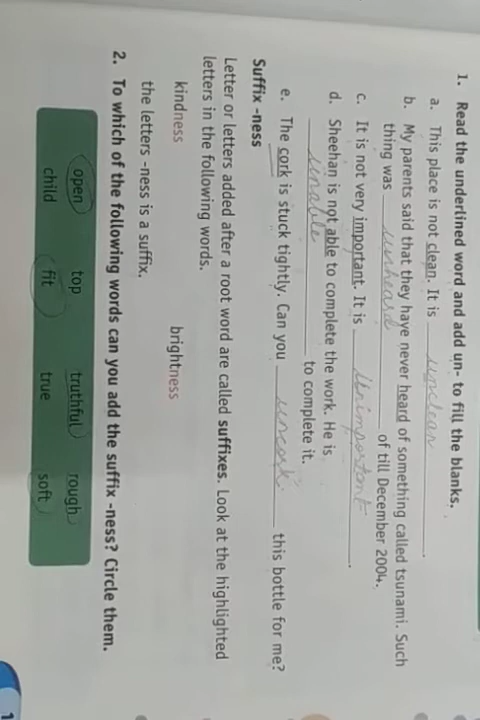 1. Read the underlined word and add un- to fill the blanks.
a. This place is not clean. It is unclean.
b. My parents said that they have never heard of something called tsunami. Such
thing was unheard of till December 2004.
c. It is not very important. It is Unimportant.
d. Sheehan is not able to complete the work. He is
unable to complete it.
e. The cork is stuck tightly. Can you uncork this bottle for me?
Suffix -ness
Letter or letters added after a root word are called suffixes. Look at the highlighted
letters in the following words.
kindness brightness
the letters -ness is a suffix.
2. To which of the following words can you add the suffix -ness? Circle them.
open top truthful rough
child fit true soft
1